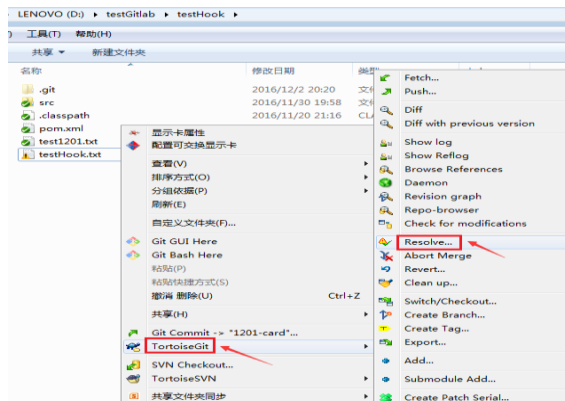 LENOVO (D:) ▸ testGitlab ▸ testHook ▸
) 工具(T) 帮助(H)
共享 新建文件夹
名称 修改日期 类型
.git 2016/12/2 20:20 文件
src 2016/11/30 19:58 文件
.classpath 2016/11/20 21:16 CLA
pom.xml
test1201.txt
testHook.txt
显示卡属性
配置可交换显示卡
查看(V)
排序方式(O)
分组依据(P)
刷新(E)
自定义文件夹(F)...
Git GUI Here
Git Bash Here
粘贴(P)
粘贴快捷方式(S)
撤消 删除(U) Ctrl+Z
共享(H)
Git Commit -> "1201-card"...
TortoiseGit
SVN Checkout...
TortoiseSVN
共享文件夹同步
Fetch...
Push...
Diff
Diff with previous version
Show log
Show Reflog
Browse References
Daemon
Revision graph
Repo-browser
Check for modifications
Resolve...
Abort Merge
Revert...
Clean up...
Switch/Checkout...
Create Branch...
Create Tag...
Export...
Add...
Submodule Add...
Create Patch Serial...